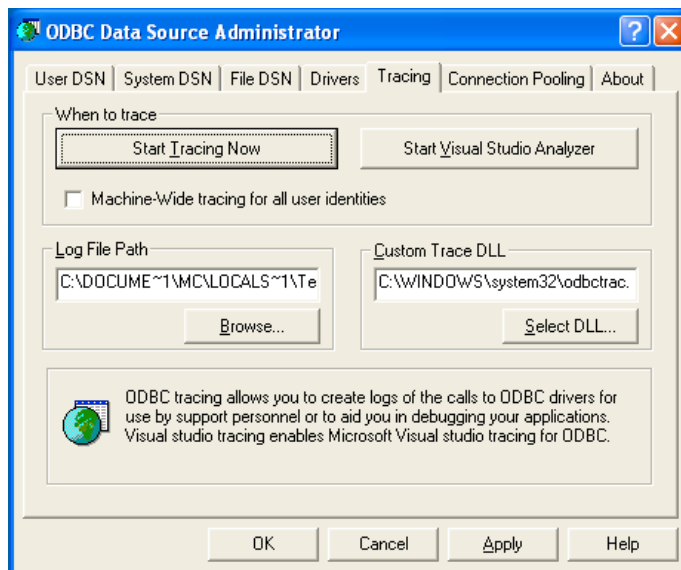 ODBC Data Source Administrator
User DSN System DSN File DSN Drivers Tracing Connection Pooling About
When to trace
Start Tracing Now Start Visual Studio Analyzer
Machine-Wide tracing for all user identities
Log File Path Custom Trace DLL
C:\DOCUME~1\MC\LOCALS~1\Te C:\WINDOWS\system32\odbctrac.
Browse... Select DLL...
ODBC tracing allows you to create logs of the calls to ODBC drivers for
use by support personnel or to aid you in debugging your applications.
Visual studio tracing enables Microsoft Visual studio tracing for ODBC.
OK Cancel Apply Help